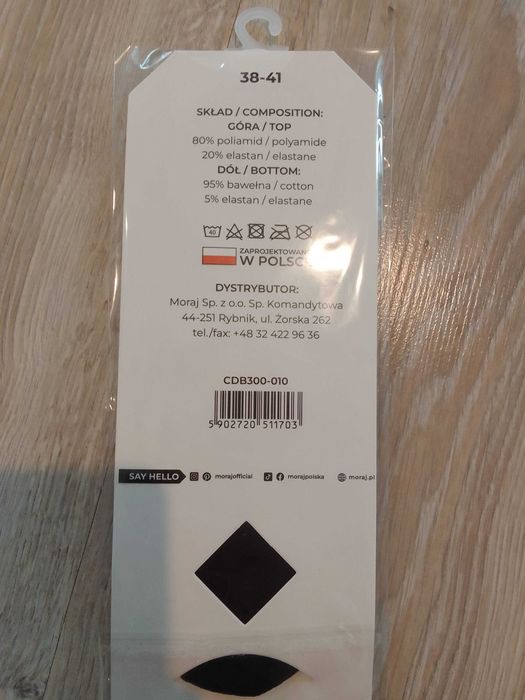 38-41
SKŁAD / COMPOSITION:
GÓRA / TOP
80% poliamid / polyamide
20% elastan / elastane
DÓŁ / BOTTOM:
95% bawełna / cotton
5% elastan / elastane
40
ZAPROJEKTOWANO
W POLSCE
DYSTRYBUTOR:
Moraj Sp. z o.o. Sp. Komandytowa
44-251 Rybnik, ul. Żorska 262
tel./fax: +48 32 422 96 36
CDB300-010
5 902720 511703
SAY HELLO morajofficial morajpolska moraj.pl